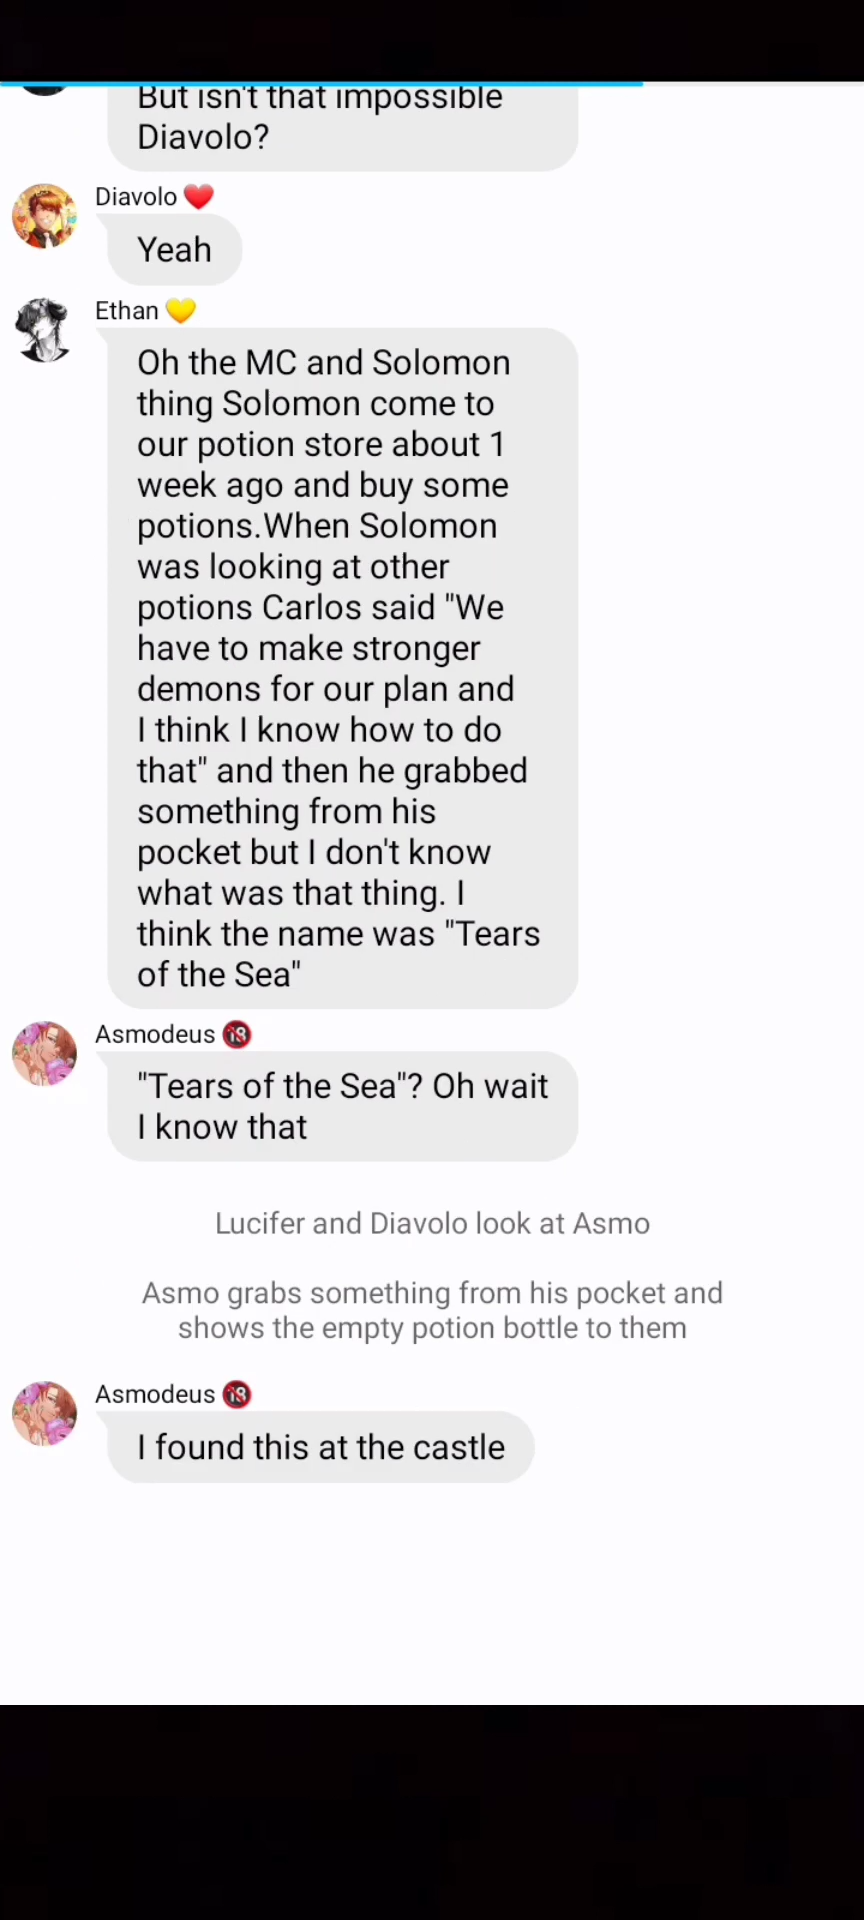 But isn't that impossible
Diavolo?
Diavolo ❤️
Yeah
Ethan 💛
Oh the MC and Solomon
thing Solomon come to
our potion store about 1
week ago and buy some
potions.When Solomon
was looking at other
potions Carlos said "We
have to make stronger
demons for our plan and
I think I know how to do
that" and then he grabbed
something from his
pocket but I don't know
what was that thing. I
think the name was "Tears
of the Sea"
Asmodeus 🔞
"Tears of the Sea"? Oh wait
I know that
Lucifer and Diavolo look at Asmo
Asmo grabs something from his pocket and
shows the empty potion bottle to them
Asmodeus 🔞
I found this at the castle